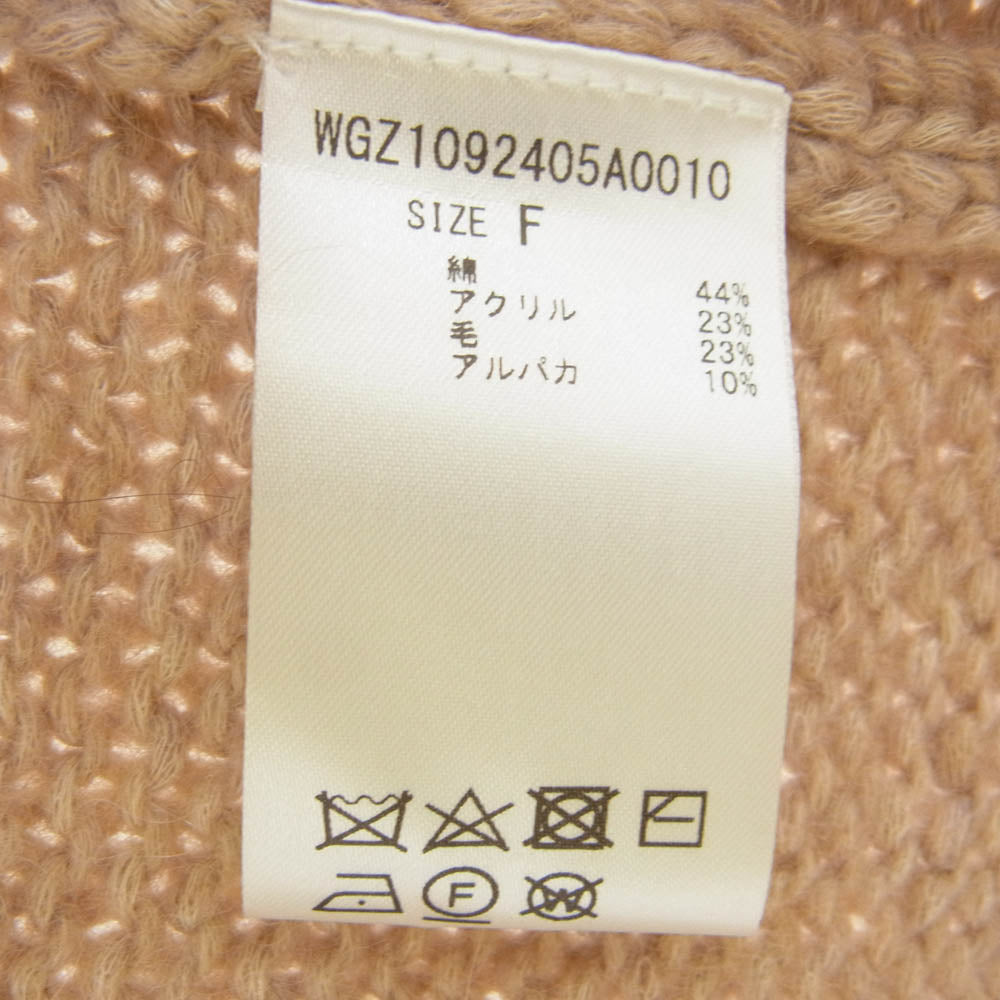 WGZ1092405A0010
SIZE F
綿 44%
アクリル 23%
毛 23%
アルパカ 10%
F W